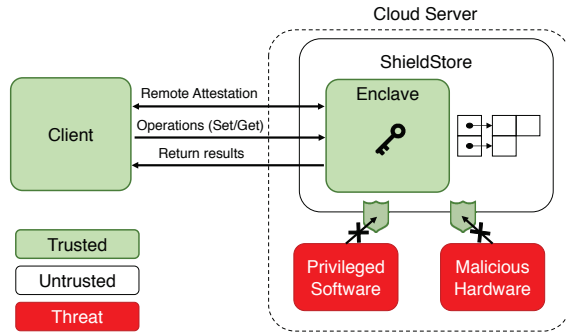 Cloud Server
ShieldStore
Enclave
Client
Remote Attestation
Operations (Set/Get)
Return results
Trusted
Untrusted
Threat
Privileged
Software
Malicious
Hardware